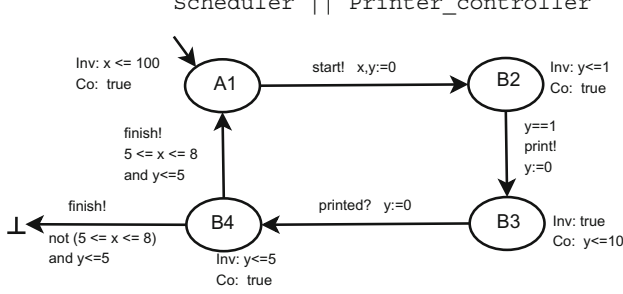 Scheduler || Printer_controller
Inv: x <= 100
Co: true
A1
start! x,y:=0
B2
Inv: y<=1
Co: true
y==1
print!
y:=0
finish!
5 <= x <= 8
and y<=5
finish!
⊥
not (5 <= x <= 8)
and y<=5
B4
Inv: y<=5
Co: true
printed? y:=0
B3
Inv: true
Co: y<=10